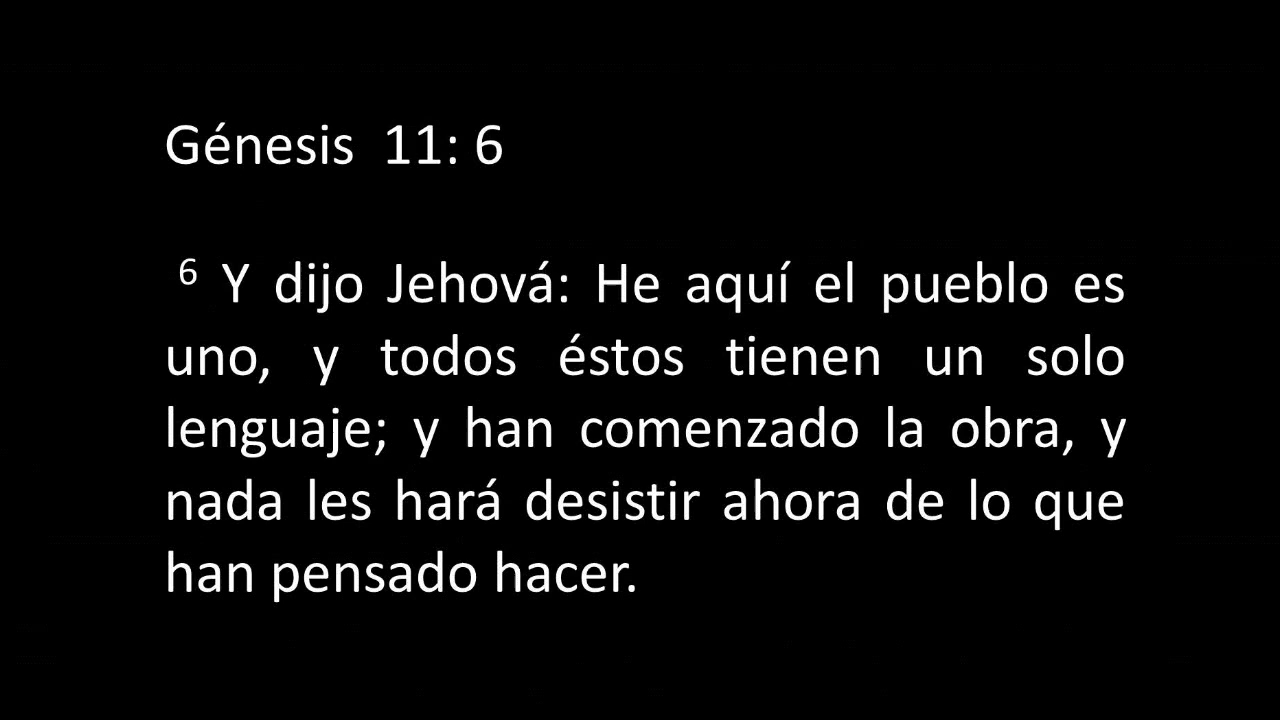 Génesis 11: 6
6 Y dijo Jehová: He aquí el pueblo es
uno, y todos éstos tienen un solo
lenguaje; y han comenzado la obra, y
nada les hará desistir ahora de lo que
han pensado hacer.